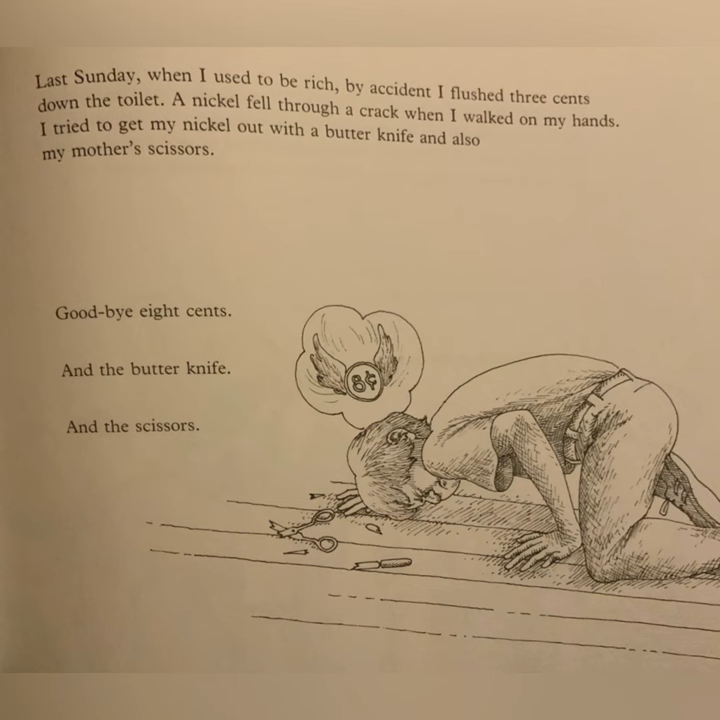 Last Sunday, when I used to be rich, by accident I flushed three cents
down the toilet. A nickel fell through a crack when I walked on my hands.
I tried to get my nickel out with a butter knife and also
my mother's scissors.
Good-bye eight cents.
8¢
And the butter knife.
And the scissors.